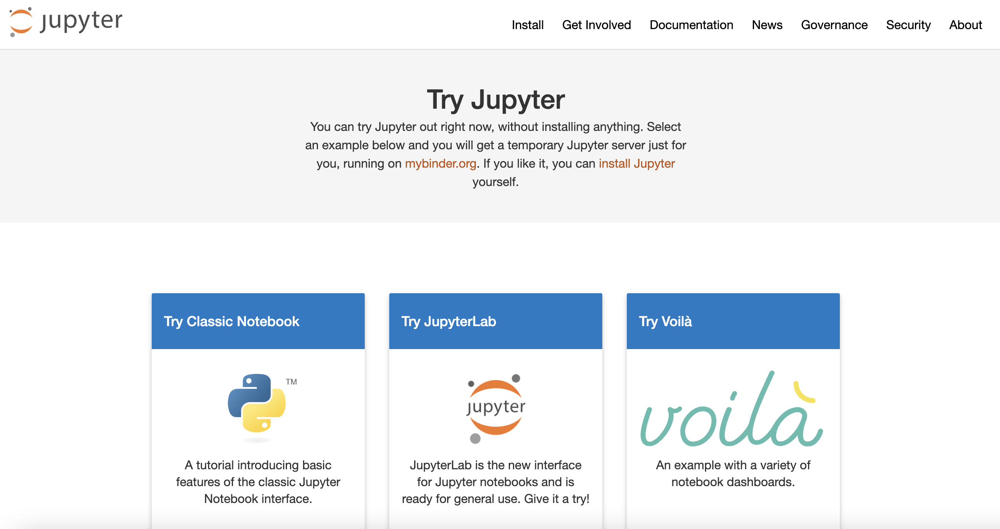 jupyter
Install Get Involved Documentation News Governance Security About
Try Jupyter
You can try Jupyter out right now, without installing anything. Select
an example below and you will get a temporary Jupyter server just for
you, running on mybinder.org. If you like it, you can install Jupyter
yourself.
Try Classic Notebook
TM
A tutorial introducing basic
features of the classic Jupyter
Notebook interface.
Try JupyterLab
jupyter
JupyterLab is the new interface
for Jupyter notebooks and is
ready for general use. Give it a try!
Try Voilà
voilà
An example with a variety of
notebook dashboards.